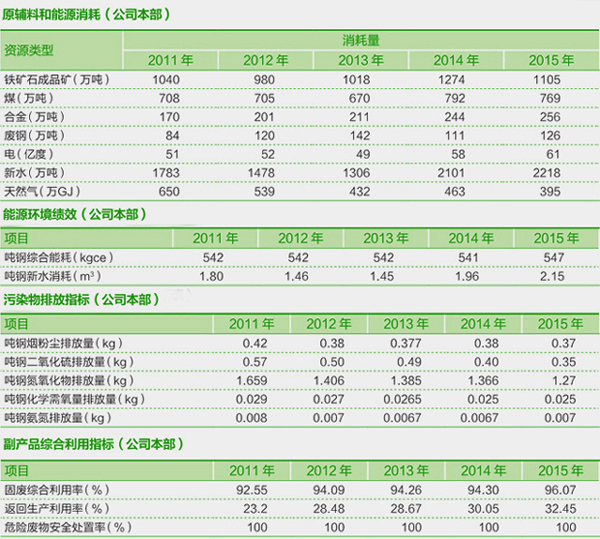 原辅料和能源消耗（公司本部）
资源类型 消耗量
2011 年 2012 年 2013 年 2014 年 2015 年
铁矿石成品矿（万吨） 1040 980 1018 1274 1105
煤（万吨） 708 705 670 792 769
合金（万吨） 170 201 211 244 256
废钢（万吨） 84 120 142 111 126
电（亿度） 51 52 49 58 61
新水（万吨） 1783 1478 1306 2101 2218
天然气（万GJ） 650 539 432 463 395
能源环境绩效（公司本部）
项目 2011 年 2012 年 2013 年 2014 年 2015 年
吨钢综合能耗（kgce） 542 542 542 541 547
吨钢新水消耗（m³） 1.80 1.46 1.45 1.96 2.15
污染物排放指标（公司本部）
项目 2011 年 2012 年 2013 年 2014 年 2015 年
吨钢烟粉尘排放量（kg） 0.42 0.38 0.377 0.38 0.37
吨钢二氧化硫排放量（kg） 0.57 0.50 0.49 0.40 0.35
吨钢氮氧化物排放量（kg） 1.659 1.406 1.385 1.366 1.27
吨钢化学需氧量排放量（kg） 0.029 0.027 0.0265 0.025 0.025
吨钢氨氮排放量（kg） 0.008 0.007 0.0067 0.0067 0.007
副产品综合利用指标（公司本部）
项目 2011 年 2012 年 2013 年 2014 年 2015 年
固废综合利用率（%） 92.55 94.09 94.26 94.30 96.07
返回生产利用率（%） 23.2 28.48 28.67 30.05 32.45
危险废物安全处置率（%） 100 100 100 100 100